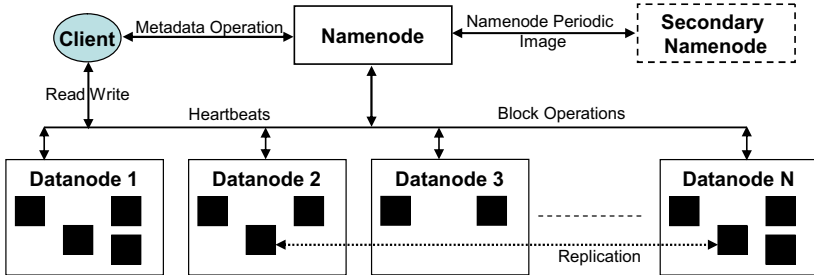 Client
Metadata Operation
Namenode
Namenode Periodic
Image
Secondary
Namenode
Read Write
Heartbeats
Block Operations
Datanode 1
Datanode 2
Datanode 3
Datanode N
Replication